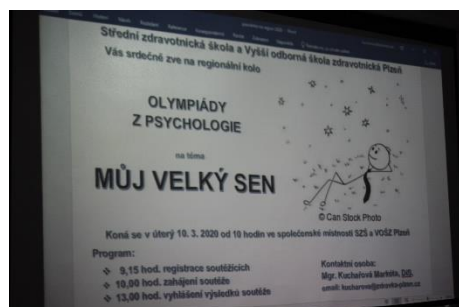 Střední zdravotnická škola a Vyšší odborná škola zdravotnická Plzeň
Vás srdečně zve na regionální kolo
OLYMPIÁDY
Z PSYCHOLOGIE
na téma
MŮJ VELKÝ SEN
© Can Stock Photo
Koná se v úterý 10. 3. 2020 od 10 hodin ve společenské místnosti SZŠ a VOŠZ Plzeň
Program:
❖ 9,15 hod. registrace soutěžících
❖ 10,00 hod. zahájení soutěže
❖ 13,00 hod. vyhlášení výsledků soutěže
Kontaktní osoba:
Mgr. Kuchařová Markéta, DiS
email: